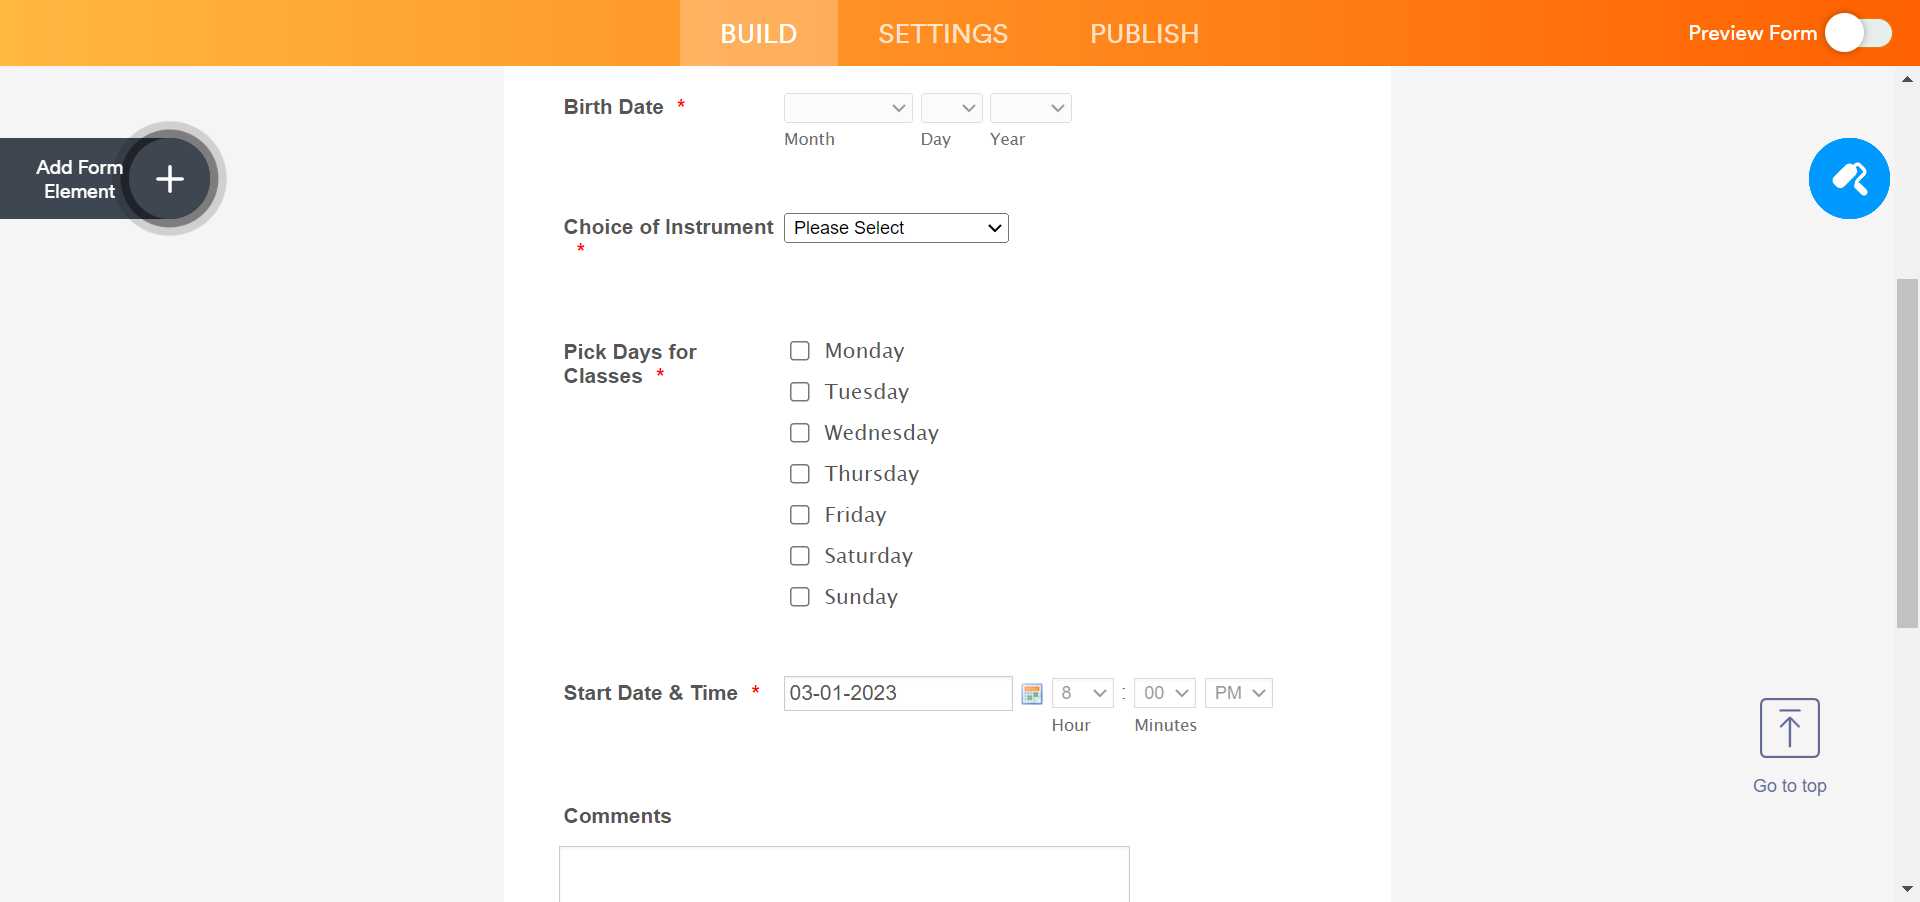 BUILD SETTINGS PUBLISH Preview Form
Birth Date *
Month Day Year
Add Form
Element
Choice of Instrument Please Select
*
Pick Days for
Classes *
Monday
Tuesday
Wednesday
Thursday
Friday
Saturday
Sunday
Start Date & Time * 03-01-2023 8 : 00 PM
Hour Minutes
Go to top
Comments